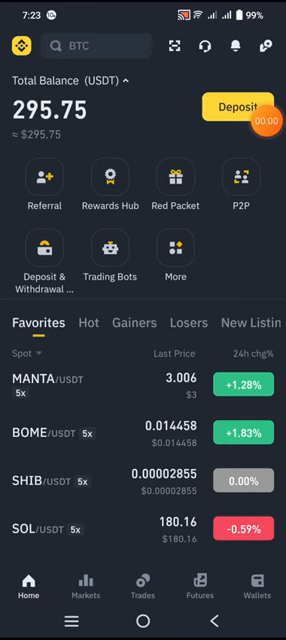 7:23
99%
BTC
Total Balance (USDT)
295.75
Deposit
00:00
≈ $295.75
Referral
Rewards Hub
Red Packet
P2P
Deposit &
Withdrawal ...
Trading Bots
More
Favorites Hot Gainers Losers New Listin
Spot Last Price 24h chg%
MANTA/USDT 3.006 +1.28%
5x $3
BOME/USDT 5x 0.014458 +1.83%
$0.014458
SHIB/USDT 5x 0.00002855 0.00%
$0.00002855
SOL/USDT 5x 180.16 -0.59%
$180.16
Home Markets Trades Futures Wallets